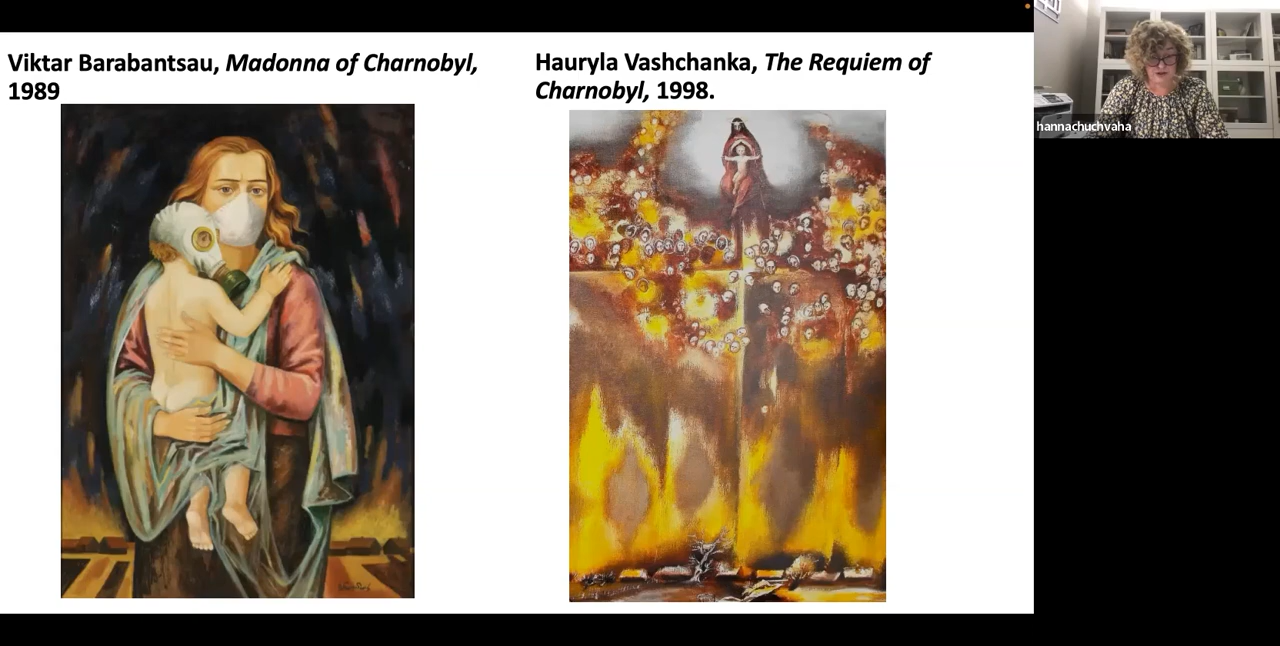 Viktar Barabantsau, Madonna of Charnobyl,
1989
Hauryla Vashchanka, The Requiem of
Charnobyl, 1998.
hannachuchvaha